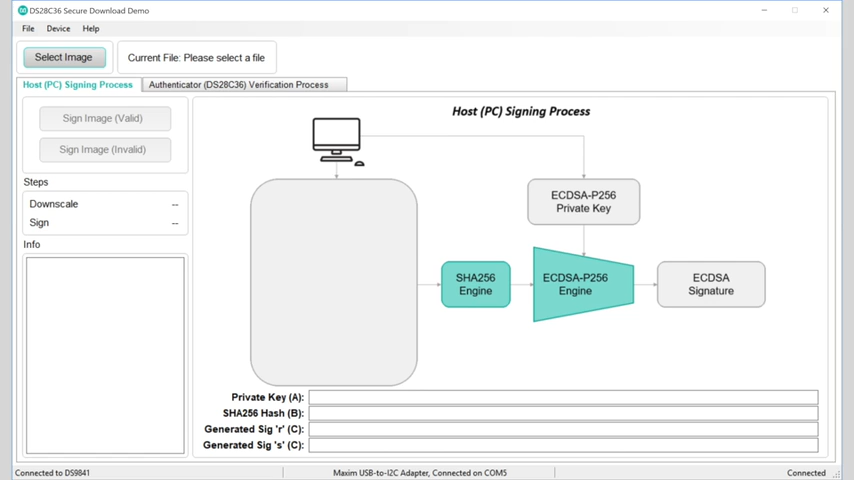 DS28C36 Secure Download Demo
File Device Help
Select Image
Current File: Please select a file
Host (PC) Signing Process
Authenticator (DS28C36) Verification Process
Sign Image (Valid)
Sign Image (Invalid)
Steps
Downscale --
Sign --
Info
Host (PC) Signing Process
ECDSA-P256
Private Key
SHA256
Engine
ECDSA-P256
Engine
ECDSA
Signature
Private Key (A):
SHA256 Hash (B):
Generated Sig 'r' (C):
Generated Sig 's' (C):
Connected to DS9841
Maxim USB-to-I2C Adapter, Connected on COM5
Connected